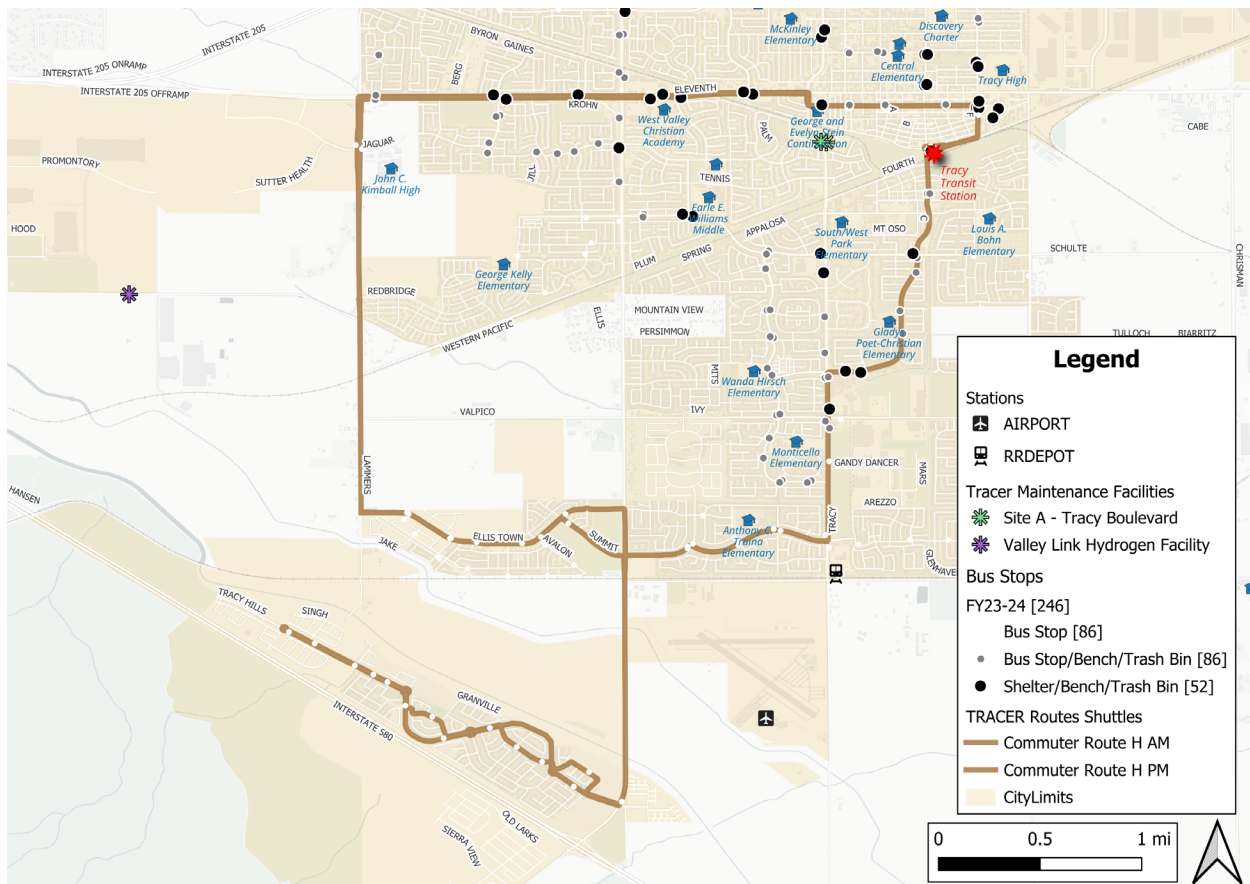 McKinley
Elementary
Discovery
Charter
INTERSTATE 205
BYRON
GAINES
Central
Elementary
Tracy High
INTERSTATE 205 ONRAMP
BERG
INTERSTATE 205 OFFRAMP
ELEVENTH
KROHN
West Valley
Christian
Academy
PALM
George and
Evelyn Stein
Continuation
A
B
F
CABE
JAGUAR
PROMONTORY
SUTTER HEALTH
John C.
Kimball High
JILL
TENNIS
FOURTH
Tracy
Transit
Station
Earle E.
Williams
Middle
HOOD
APPALOSA
South/West
Park
Elementary
MT OSO
C
Louis A.
Bohn
Elementary
SCHULTE
CHRISMAN
PLUM
SPRING
George Kelly
Elementary
REDBRIDGE
WESTERN PACIFIC
ELLIS
MOUNTAIN VIEW
PERSIMMON
Gladys
Poet-Christian
Elementary
TULLOCH
BIARRITZ
MITS
Wanda Hirsch
Elementary
VALPICO
IVY
Monticello
Elementary
GANDY DANCER
MARS
LAMMERS
HANSEN
AREZZO
TRACY
JAKE
ELLIS TOWN
AVALON
SUMMIT
Anthony C.
Traina
Elementary
GLENHAVEN
TRACY HILLS
SINGH
GRANVILLE
INTERSTATE 580
OLD LARKS
SIERRA VIEW
Legend
Stations
AIRPORT
RRDEPOT
Tracer Maintenance Facilities
Site A - Tracy Boulevard
Valley Link Hydrogen Facility
Bus Stops
FY23-24 [246]
Bus Stop [86]
Bus Stop/Bench/Trash Bin [86]
Shelter/Bench/Trash Bin [52]
TRACER Routes Shuttles
Commuter Route H AM
Commuter Route H PM
CityLimits
0 0.5 1 mi